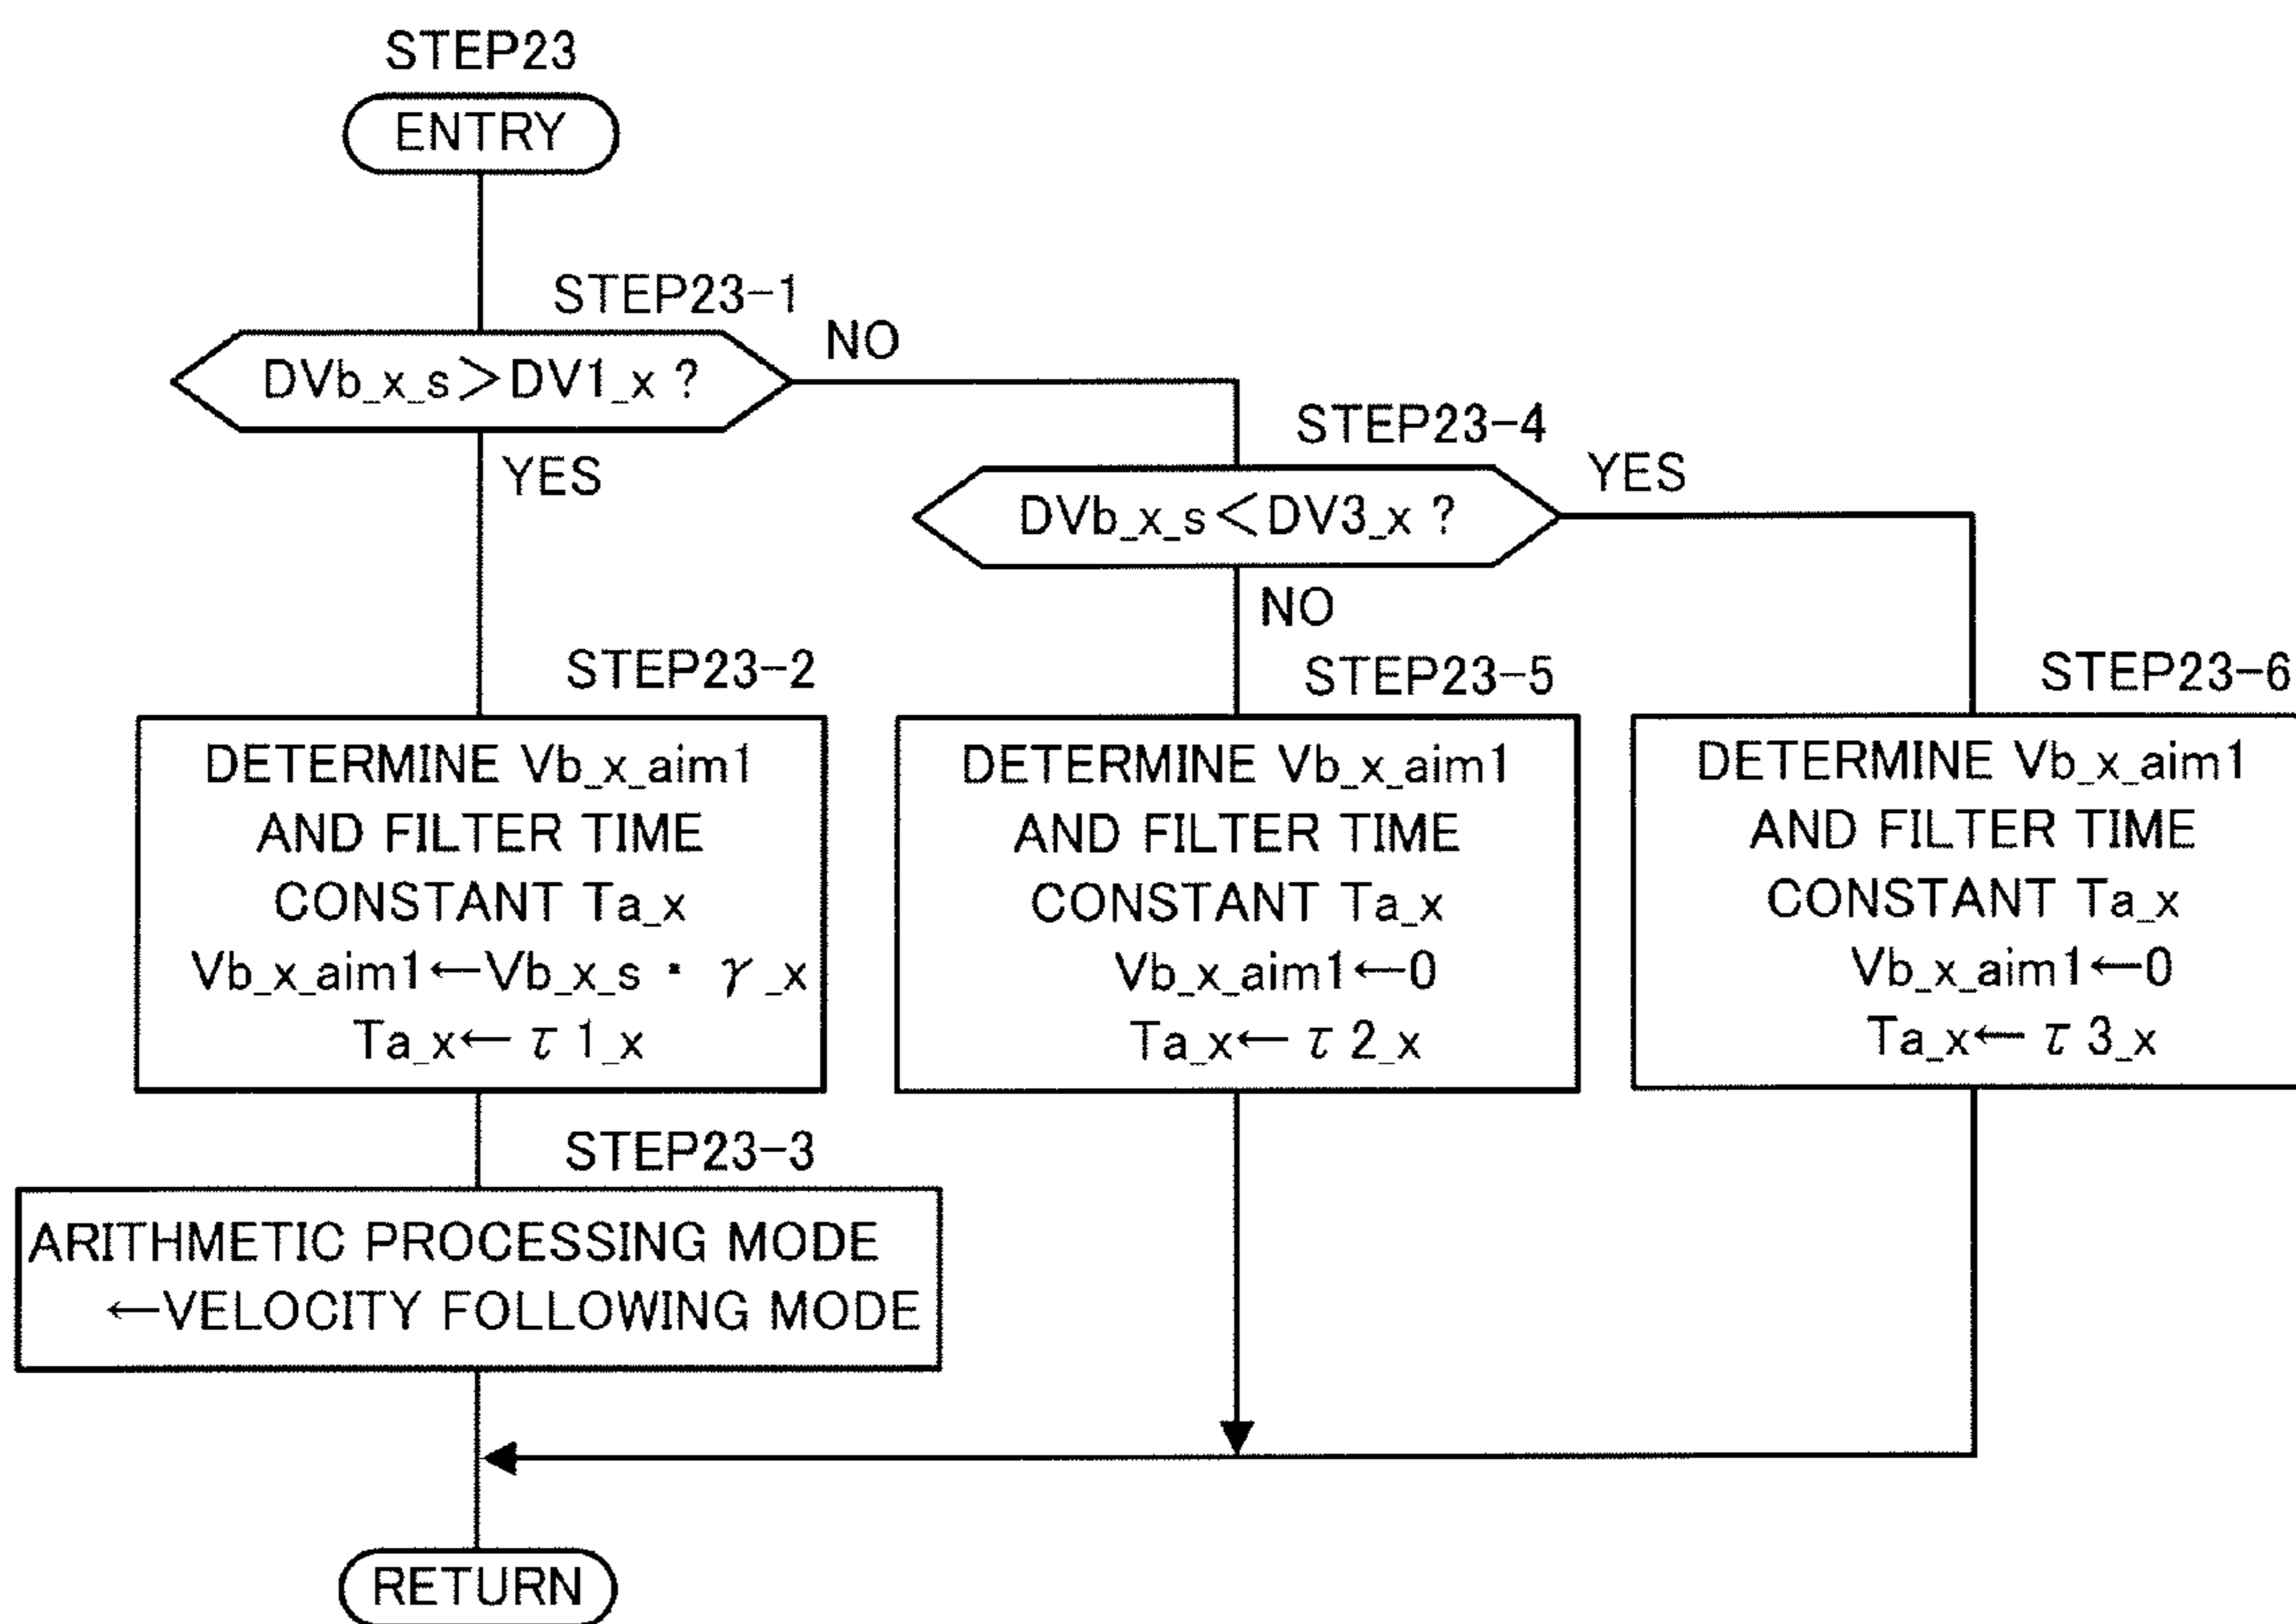 STEP23
ENTRY
STEP23-1
DVb_x_s>DV1_x ?
NO
YES
STEP23-4
DVb_x_s<DV3_x ?
YES
NO
STEP23-2
DETERMINE Vb_x_aim1
AND FILTER TIME
CONSTANT Ta_x
Vb_x_aim1←Vb_x_s・γ_x
Ta_x←τ1_x
STEP23-5
DETERMINE Vb_x_aim1
AND FILTER TIME
CONSTANT Ta_x
Vb_x_aim1←0
Ta_x←τ2_x
STEP23-6
DETERMINE Vb_x_aim1
AND FILTER TIME
CONSTANT Ta_x
Vb_x_aim1←0
Ta_x←τ3_x
STEP23-3
ARITHMETIC PROCESSING MODE
←VELOCITY FOLLOWING MODE
RETURN